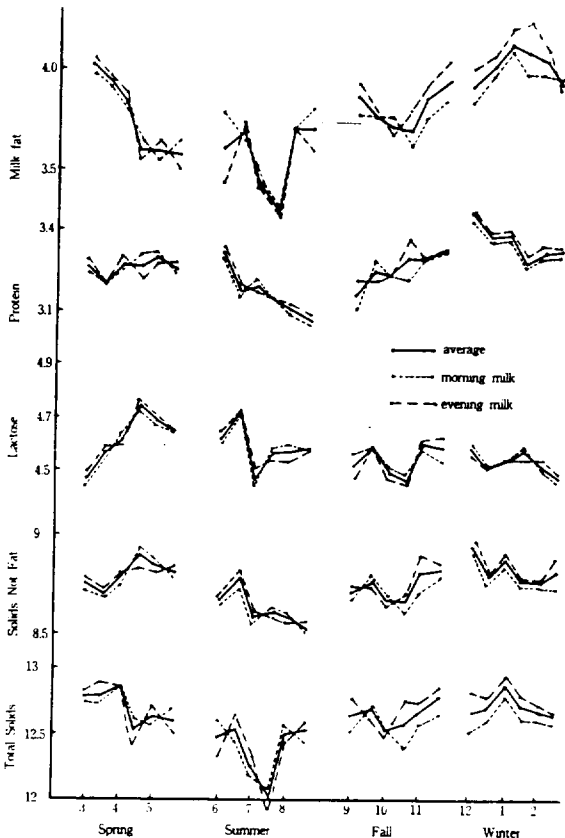 4.0
Milk fat
3.5
3.4
Protein
3.1
4.9
average
morning milk
evening milk
4.7
Lactose
4.5
9
Solids Not Fat
8.5
13
Total Solids
12.5
12
3 4 5 6 7 8 9 10 11 12 1 2
Spring Summer Fall Winter